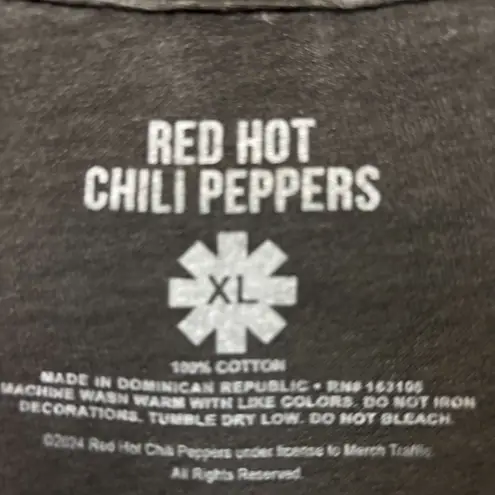 RED HOT
CHILI PEPPERS
XL
100% COTTON
MADE IN DOMINICAN REPUBLIC • RN# 163106
MACHINE WASH WARM WITH LIKE COLORS. DO NOT IRON
DECORATIONS. TUMBLE DRY LOW. DO NOT BLEACH.
©2024 Red Hot Chili Peppers under license to Merch Traffic.
All Rights Reserved.